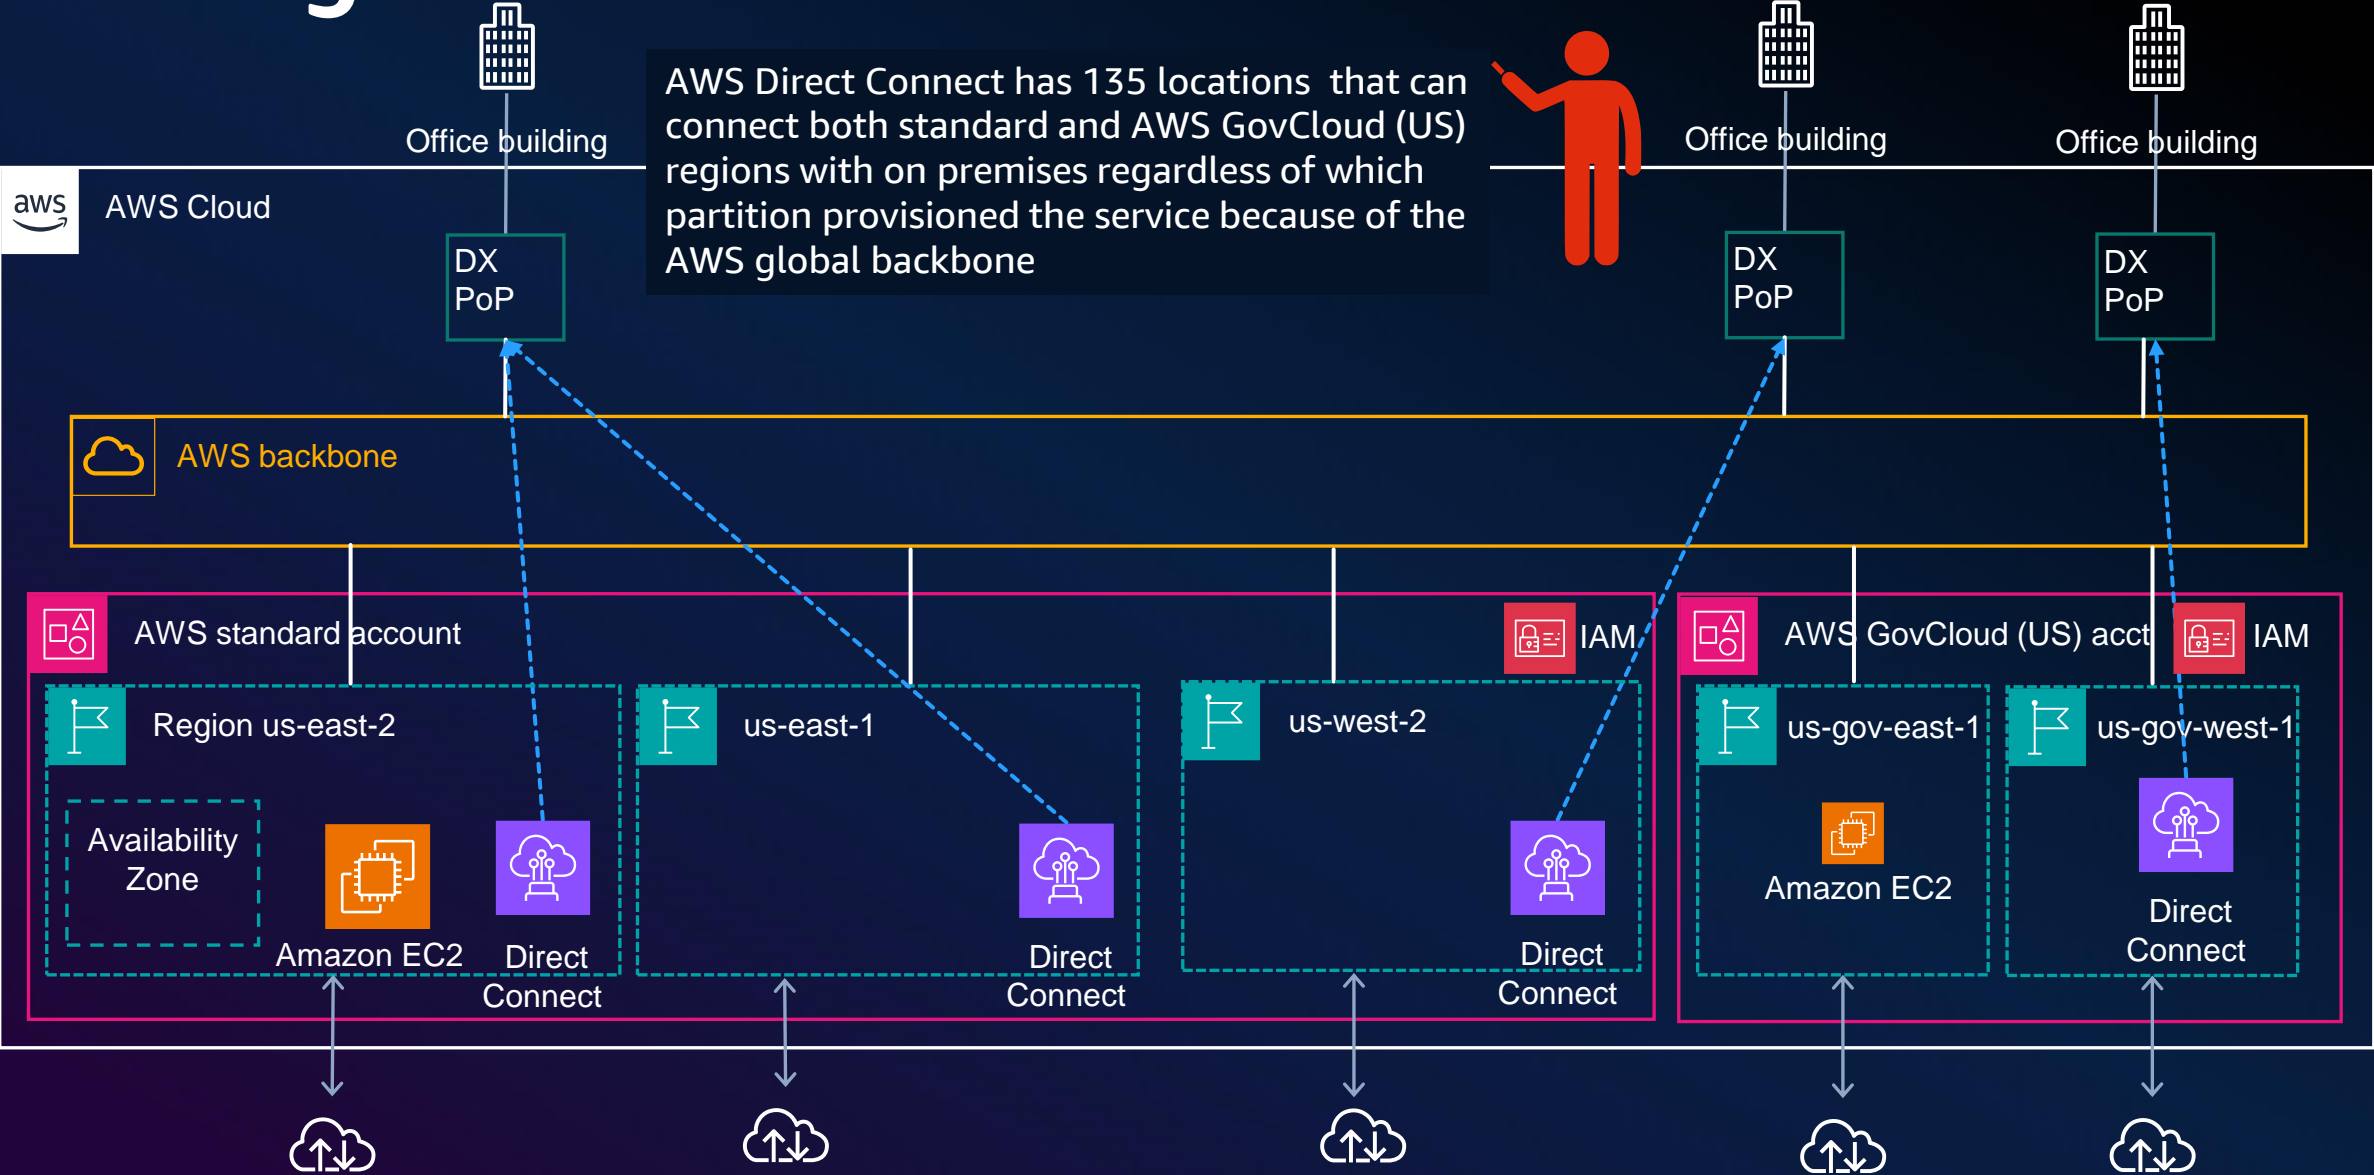 g
Office building
AWS Direct Connect has 135 locations  that can
connect both standard and AWS GovCloud (US)
regions with on premises regardless of which
partition provisioned the service because of the
AWS global backbone
Office building
Office building
aws
AWS Cloud
DX
PoP
DX
PoP
DX
PoP
AWS backbone
AWS standard account
IAM
AWS GovCloud (US) acct
IAM
Region us-east-2
us-east-1
us-west-2
us-gov-east-1
us-gov-west-1
Availability
Zone
Amazon EC2
Direct
Connect
Direct
Connect
Direct
Connect
Amazon EC2
Direct
Connect